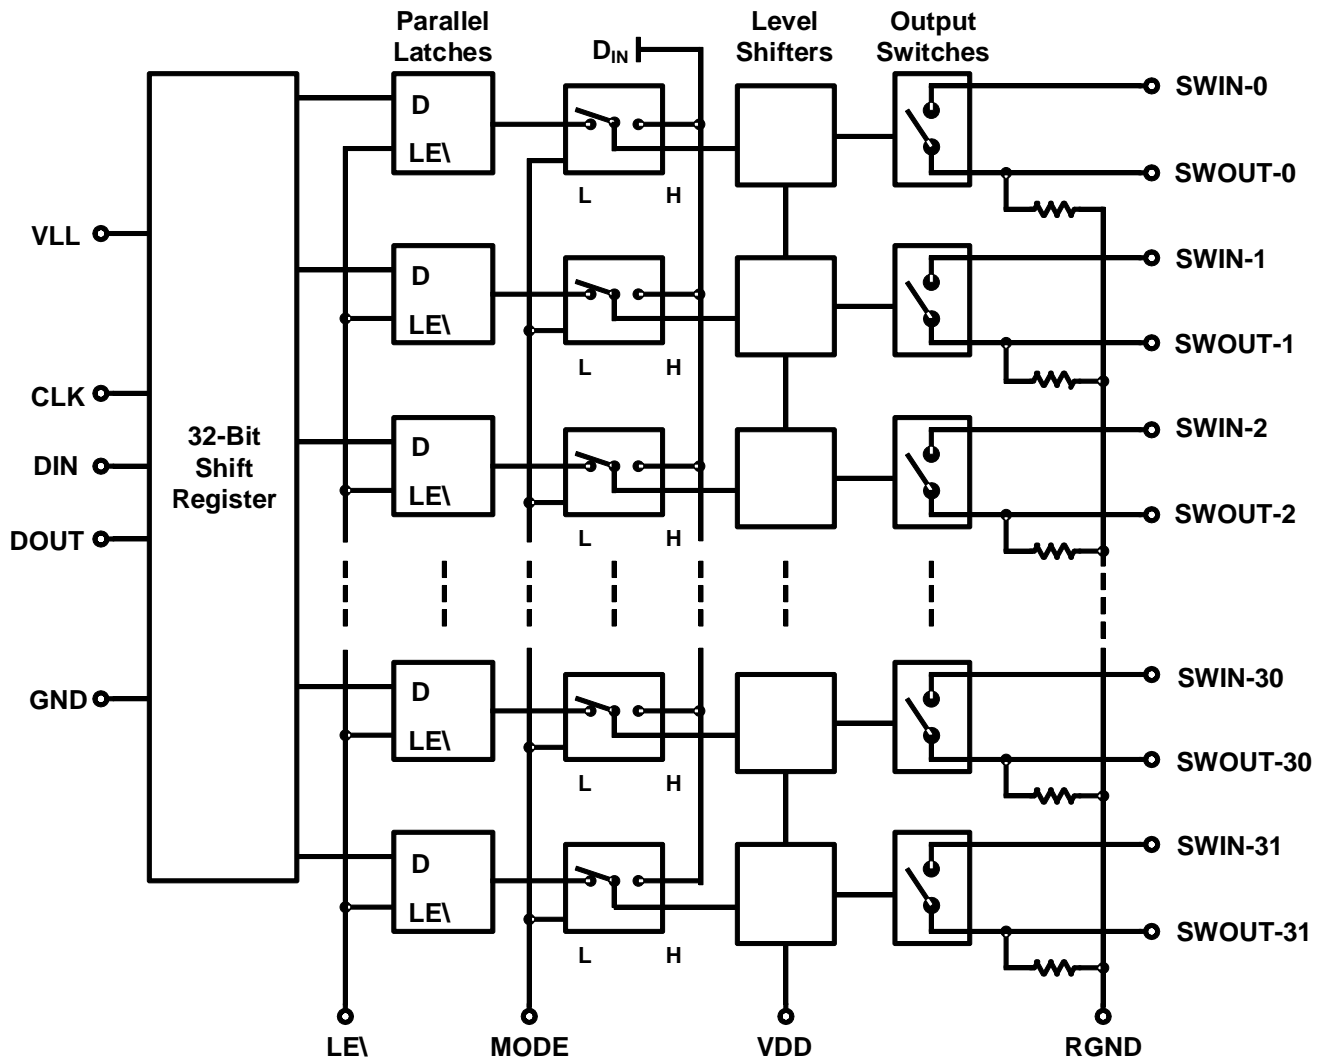 Parallel
Latches
D_IN
Level
Shifters
Output
Switches
D
LE\
L H
SWIN-0
SWOUT-0
VLL
D
LE\
L H
SWIN-1
SWOUT-1
CLK
DIN
DOUT
GND
32-Bit
Shift
Register
D
LE\
L H
SWIN-2
SWOUT-2
D
LE\
L H
SWIN-30
SWOUT-30
D
LE\
L H
SWIN-31
SWOUT-31
LE\
MODE
VDD
RGND